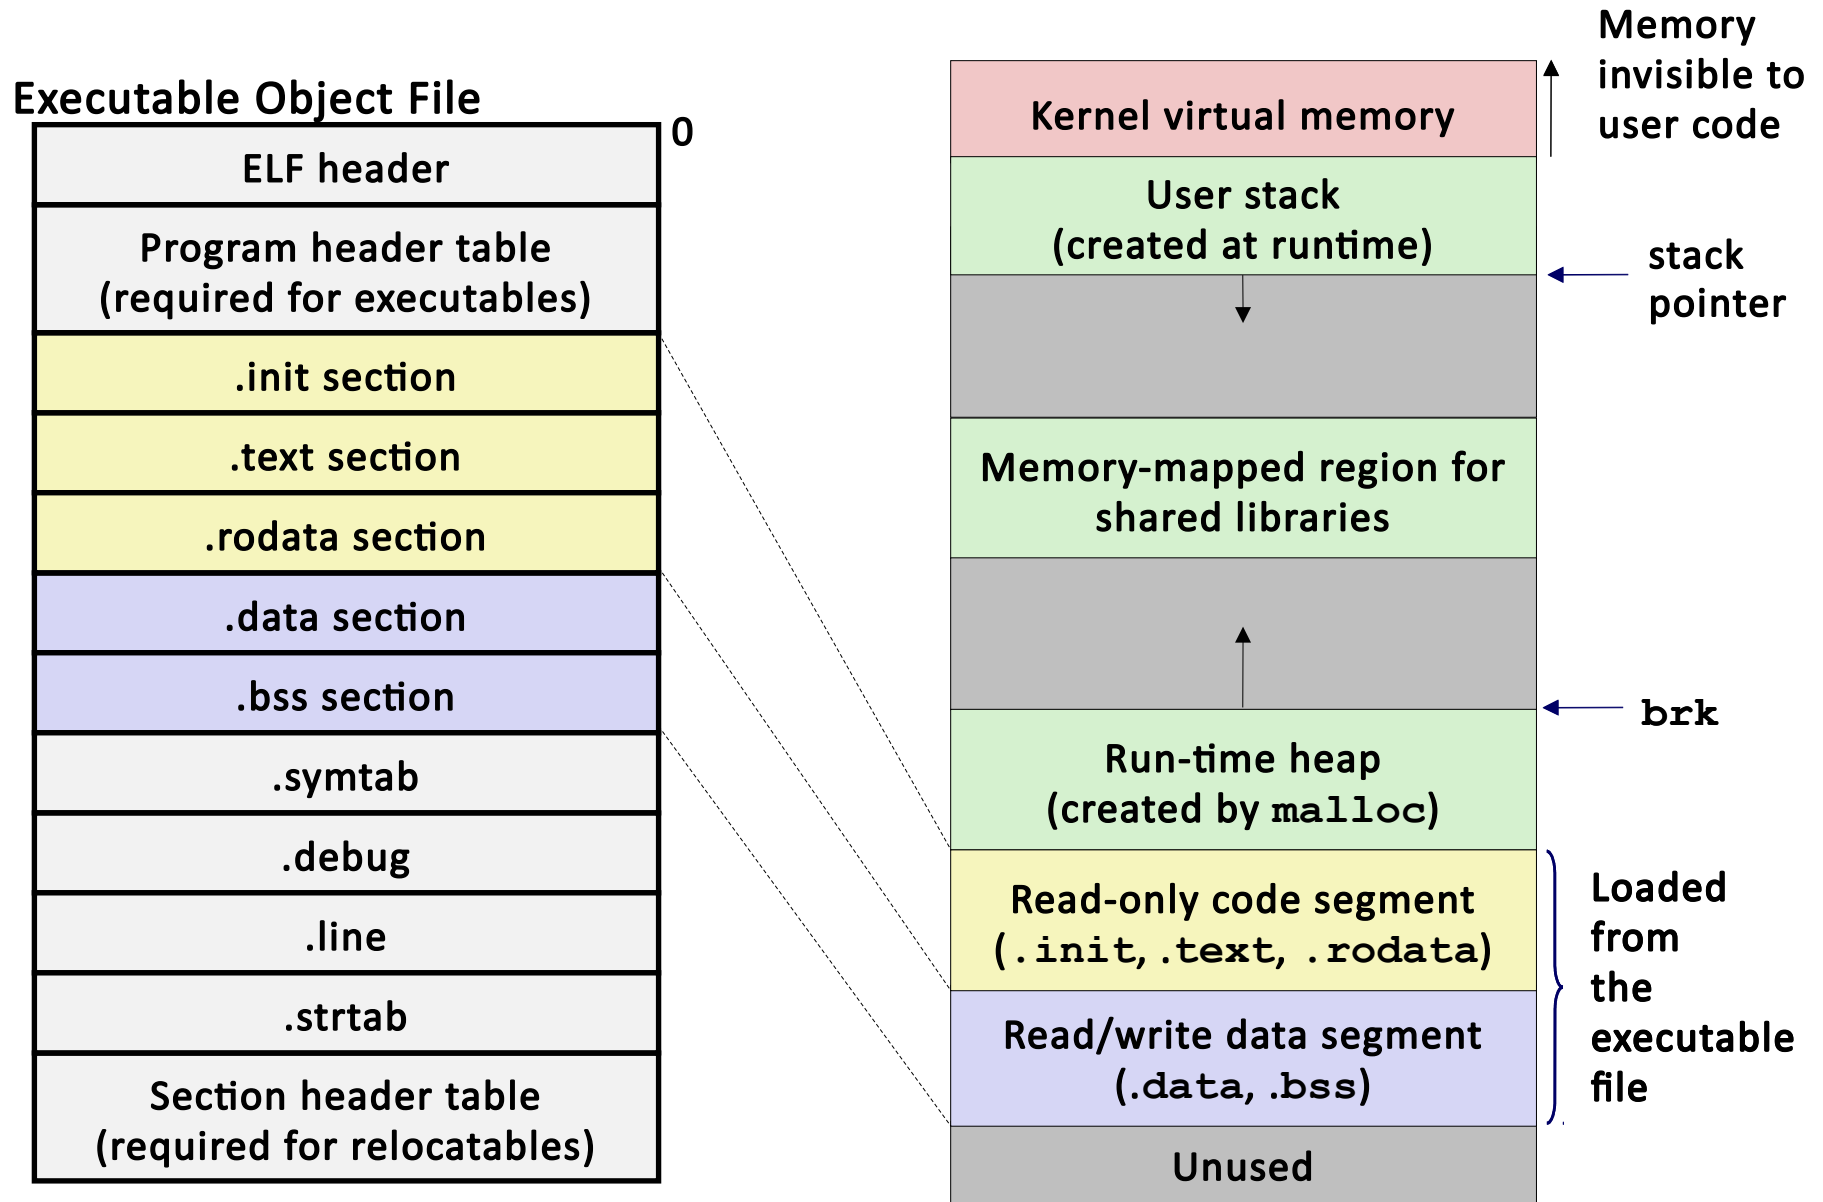 Executable Object File
0
ELF header
Program header table
(required for executables)
.init section
.text section
.rodata section
.data section
.bss section
.symtab
.debug
.line
.strtab
Section header table
(required for relocatables)
Kernel virtual memory
Memory
invisible to
user code
User stack
(created at runtime)
stack
pointer
Memory-mapped region for
shared libraries
brk
Run-time heap
(created by malloc)
Read-only code segment
(.init, .text, .rodata)
Read/write data segment
(.data, .bss)
Loaded
from
the
executable
file
Unused